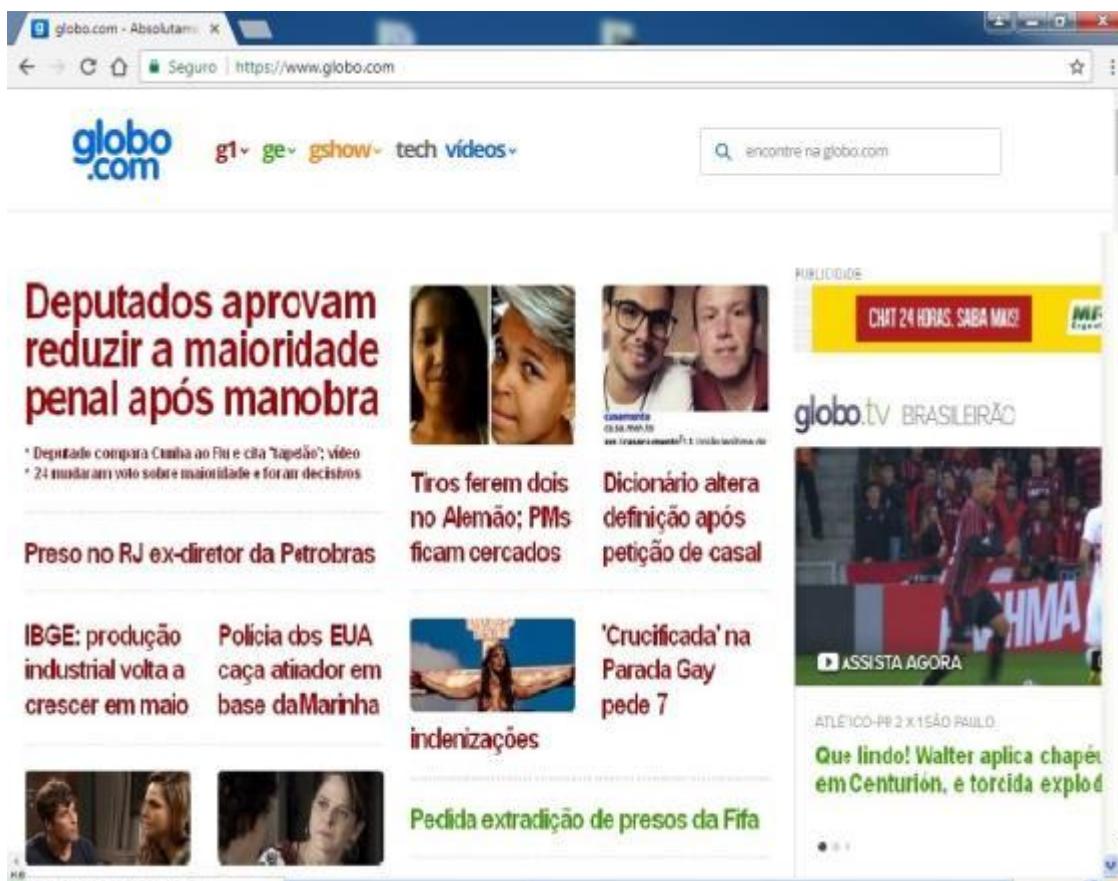 globo.com - Absolutam
Seguro https://www.globo.com
globo
.com
g1 ge gshow tech vídeos
encontre na globo.com
Deputados aprovam
reduzir a maioridade
penal após manobra
* Deputado compara Cunha ao Flu e cita "tapetão"; vídeo
* 24 mudaram voto sobre maioridade e foram decisivos
Preso no RJ ex-diretor da Petrobras
IBGE: produção
industrial volta a
crescer em maio
Polícia dos EUA
caça atirador em
base da Marinha
casamento
Tiros ferem dois
no Alemão; PMs
ficam cercados
Dicionário altera
definição após
petição de casal
'Crucificada' na
Parada Gay
pede 7
indenizações
Pedida extradição de presos da Fifa
PUBLICIDADE
CHAT 24 HORAS. SABA MAIS!
globo.tv BRASILEIRÃO
HMA
ASSISTA AGORA
ATLÉTICO-PR 2 X 1 SÃO PAULO
Que lindo! Walter aplica chapéu
em Centurión, e torcida explod